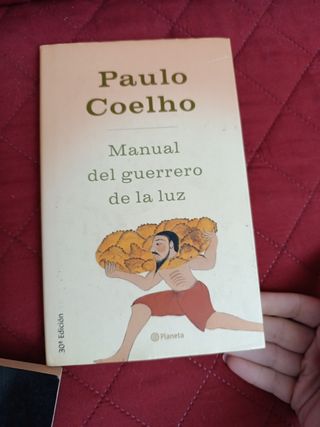 Paulo
Coelho
Manual
del guerrero
de la luz
30ª Edición
Planeta